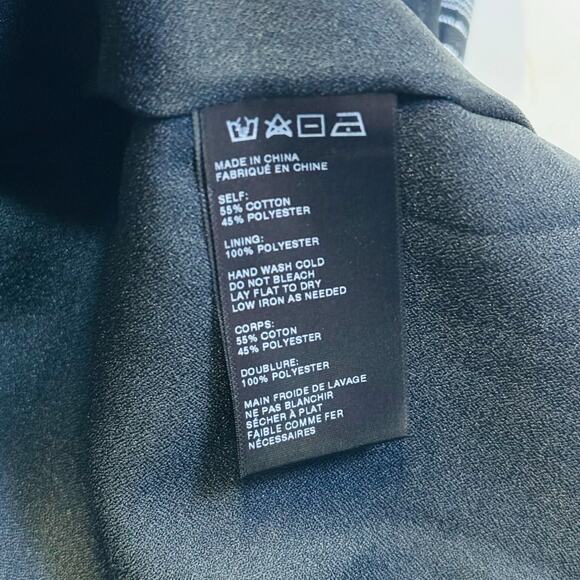 MADE IN CHINA
FABRIQUÉ EN CHINE
SELF:
55% COTTON
45% POLYESTER
LINING:
100% POLYESTER
HAND WASH COLD
DO NOT BLEACH
LAY FLAT TO DRY
LOW IRON AS NEEDED
CORPS:
55% COTON
45% POLYESTER
DOUBLURE:
100% POLYESTER
MAIN FROIDE DE LAVAGE
NE PAS BLANCHIR
SÉCHER À PLAT
FAIBLE COMME FER
NÉCESSAIRES